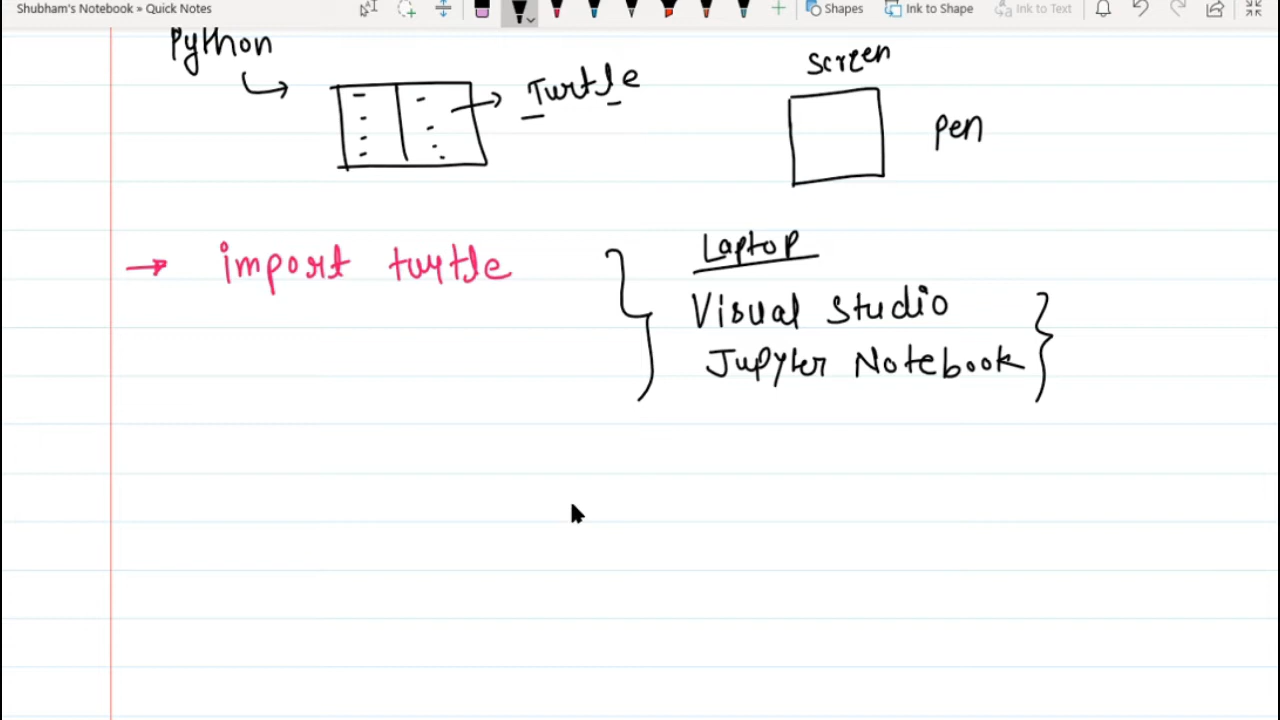 Shubham's Notebook » Quick Notes
Shapes
Ink to Shape
Ink to Text
Python
Turtle
screen
pen
import turtle
Laptop
Visual Studio
Jupyter Notebook